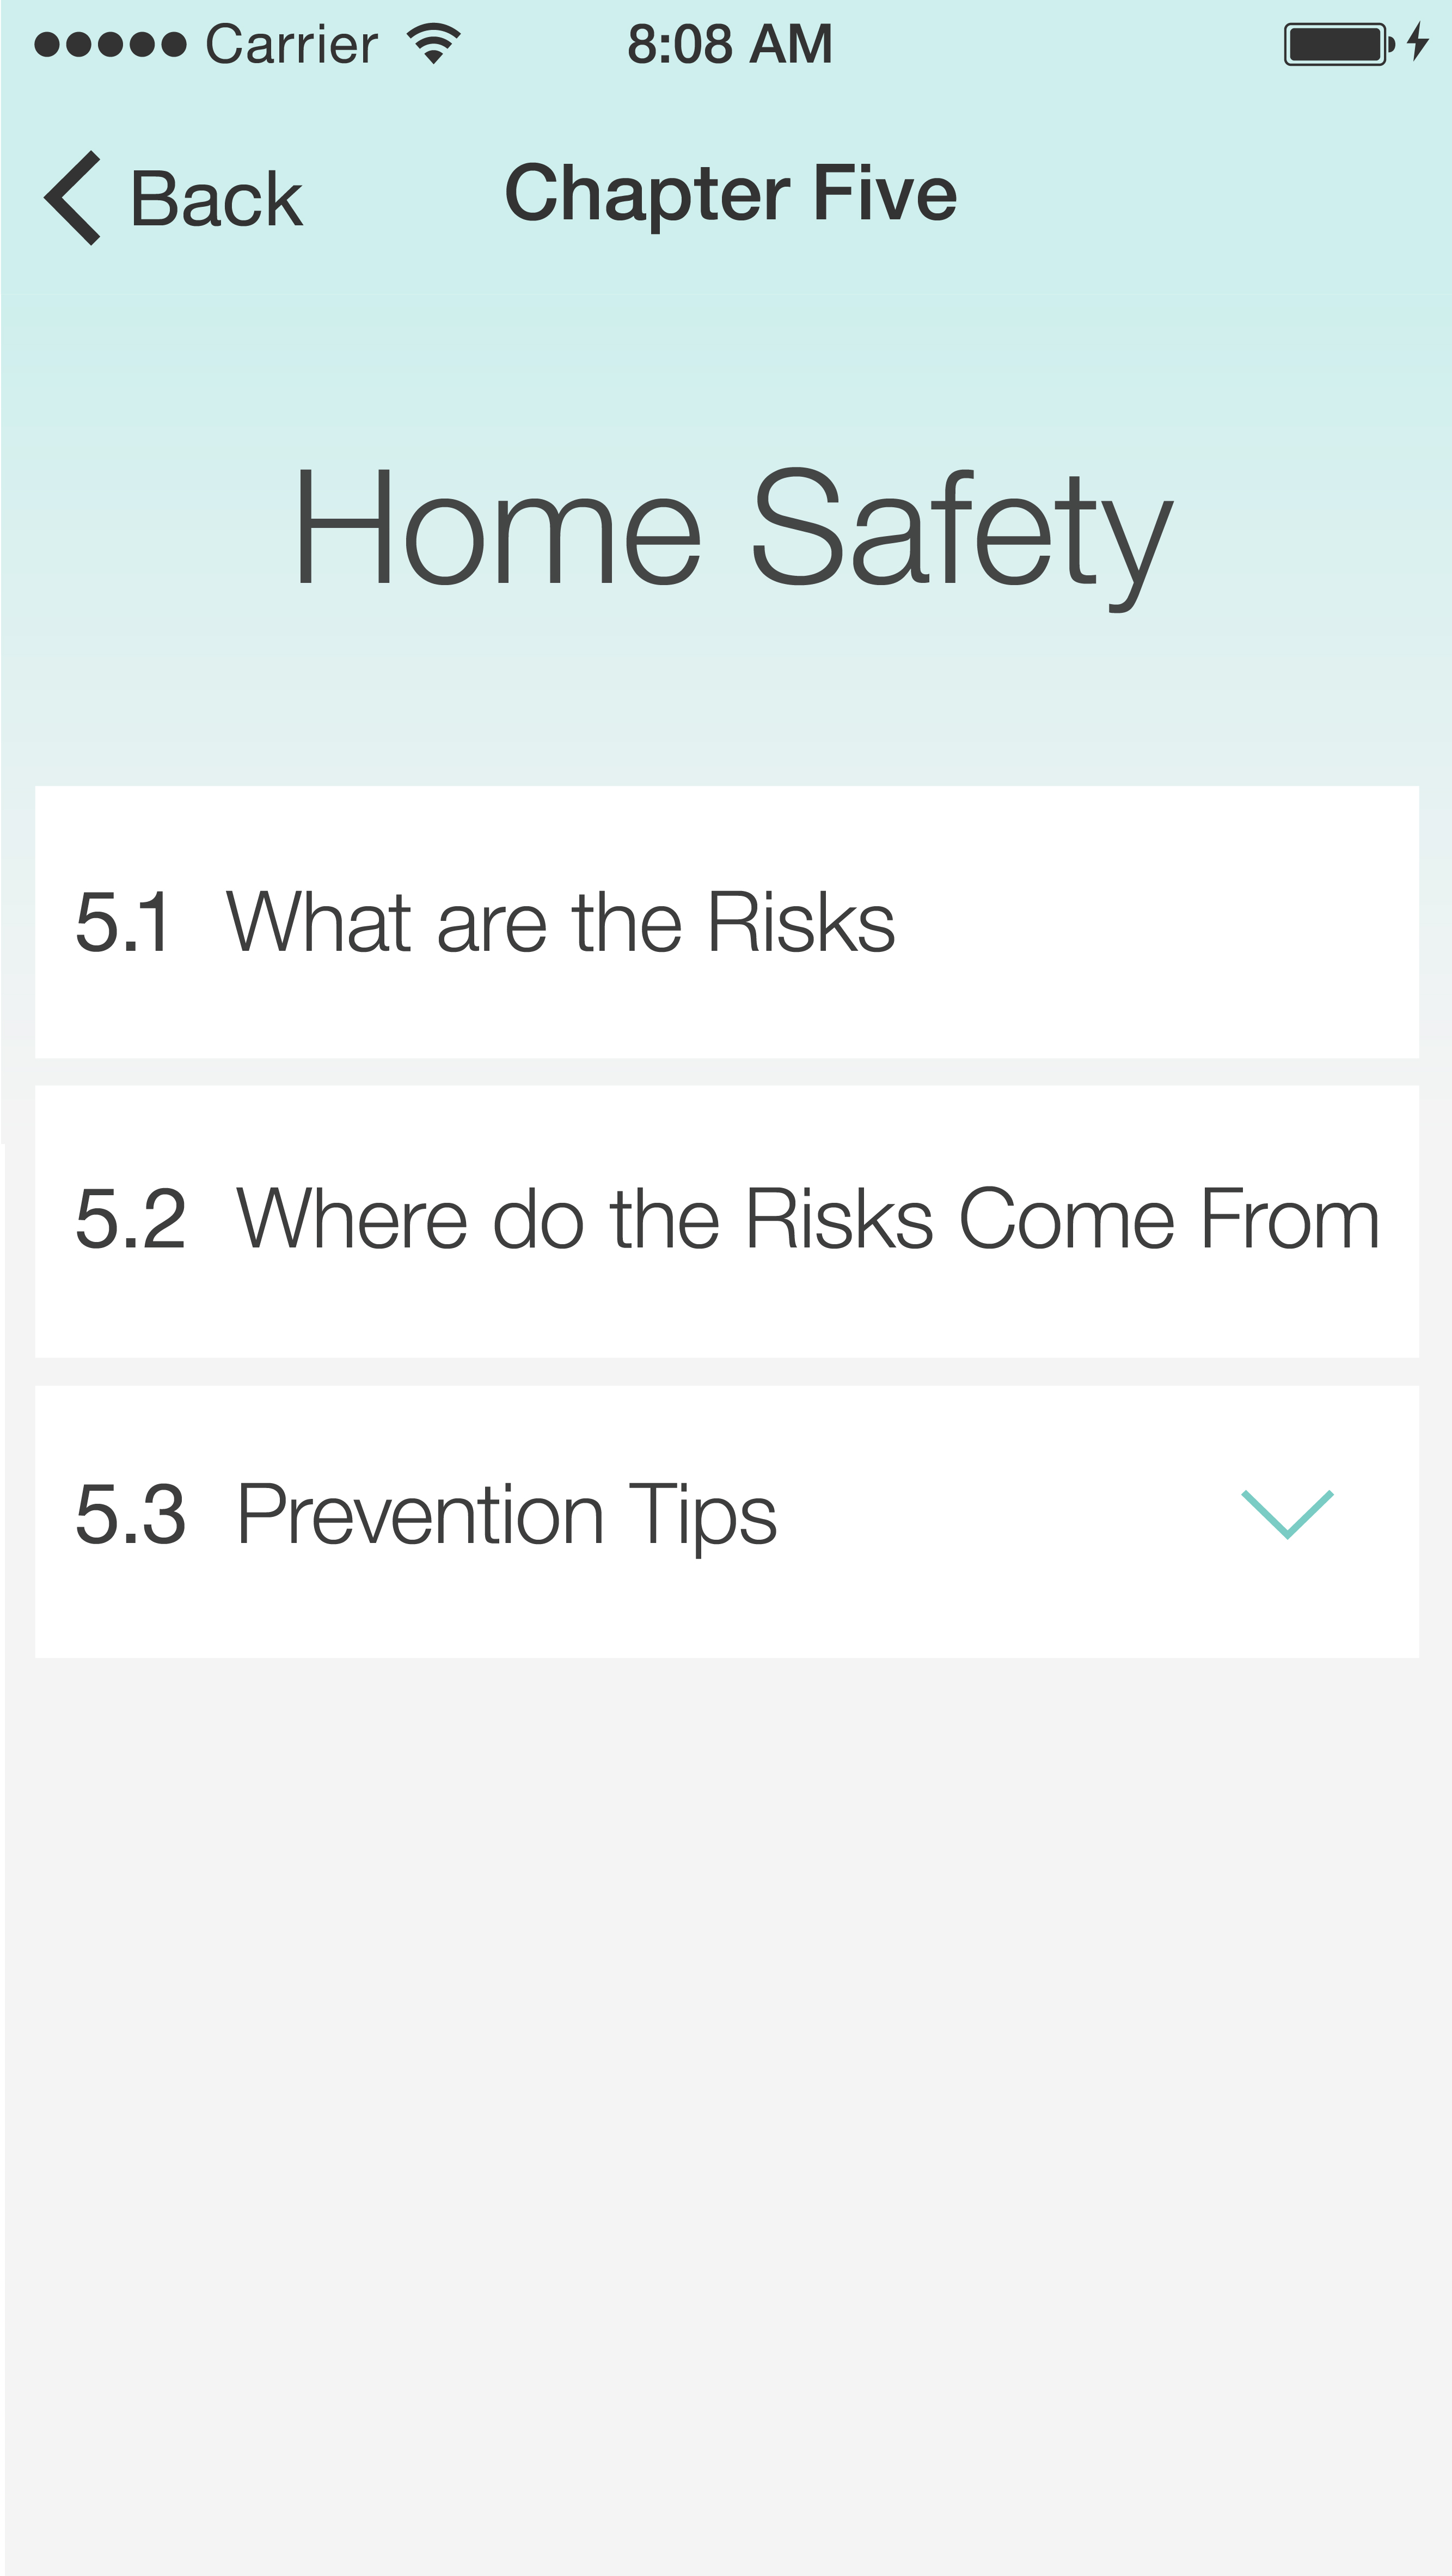 Carrier 8:08 AM
Back Chapter Five
Home Safety
5.1 What are the Risks
5.2 Where do the Risks Come From
5.3 Prevention Tips